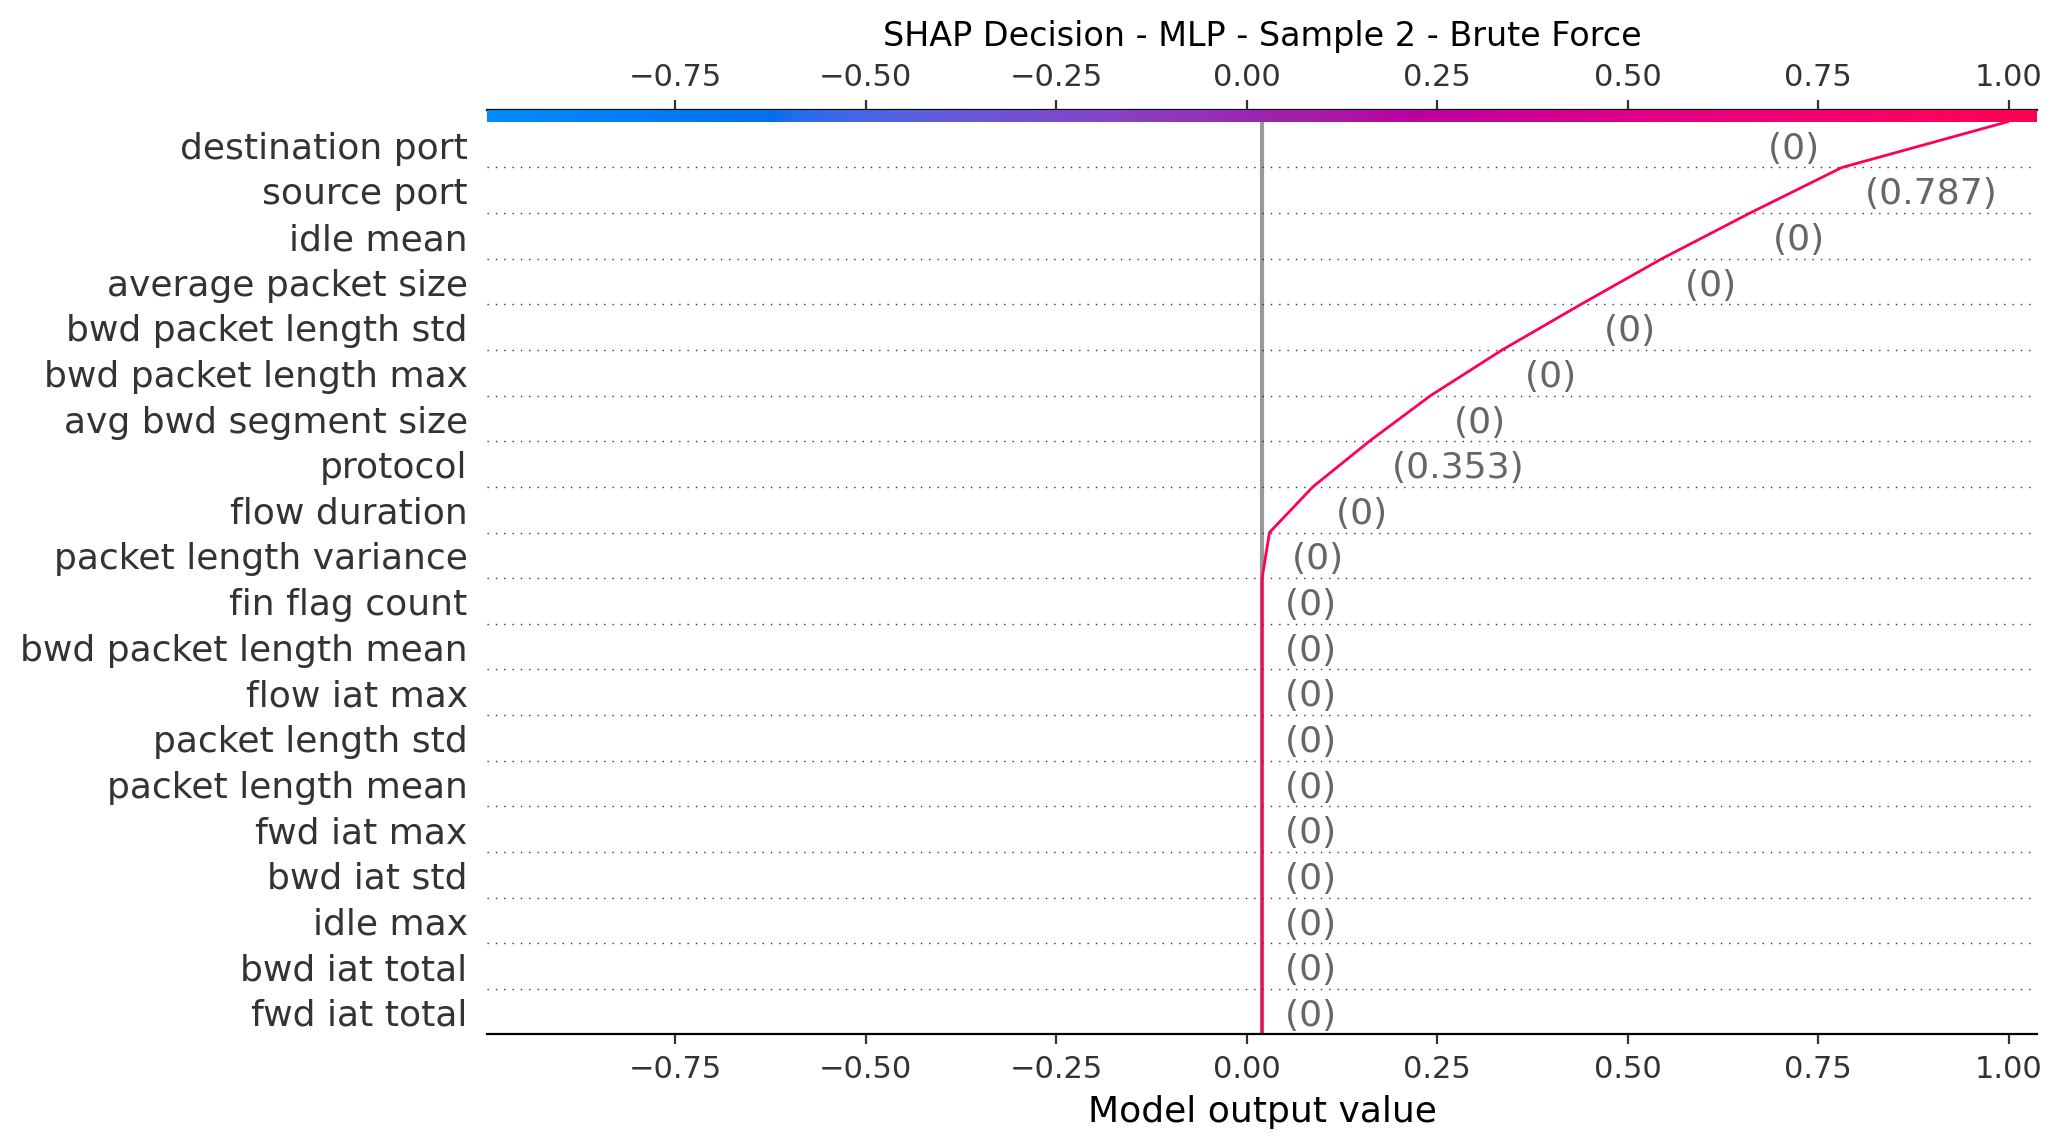 SHAP Decision - MLP - Sample 2 - Brute Force
−0.75 −0.50 −0.25 0.00 0.25 0.50 0.75 1.00
destination port (0)
source port (0.787)
idle mean (0)
average packet size (0)
bwd packet length std (0)
bwd packet length max (0)
avg bwd segment size (0)
protocol (0.353)
flow duration (0)
packet length variance (0)
fin flag count (0)
bwd packet length mean (0)
flow iat max (0)
packet length std (0)
packet length mean (0)
fwd iat max (0)
bwd iat std (0)
idle max (0)
bwd iat total (0)
fwd iat total (0)
−0.75 −0.50 −0.25 0.00 0.25 0.50 0.75 1.00
Model output value